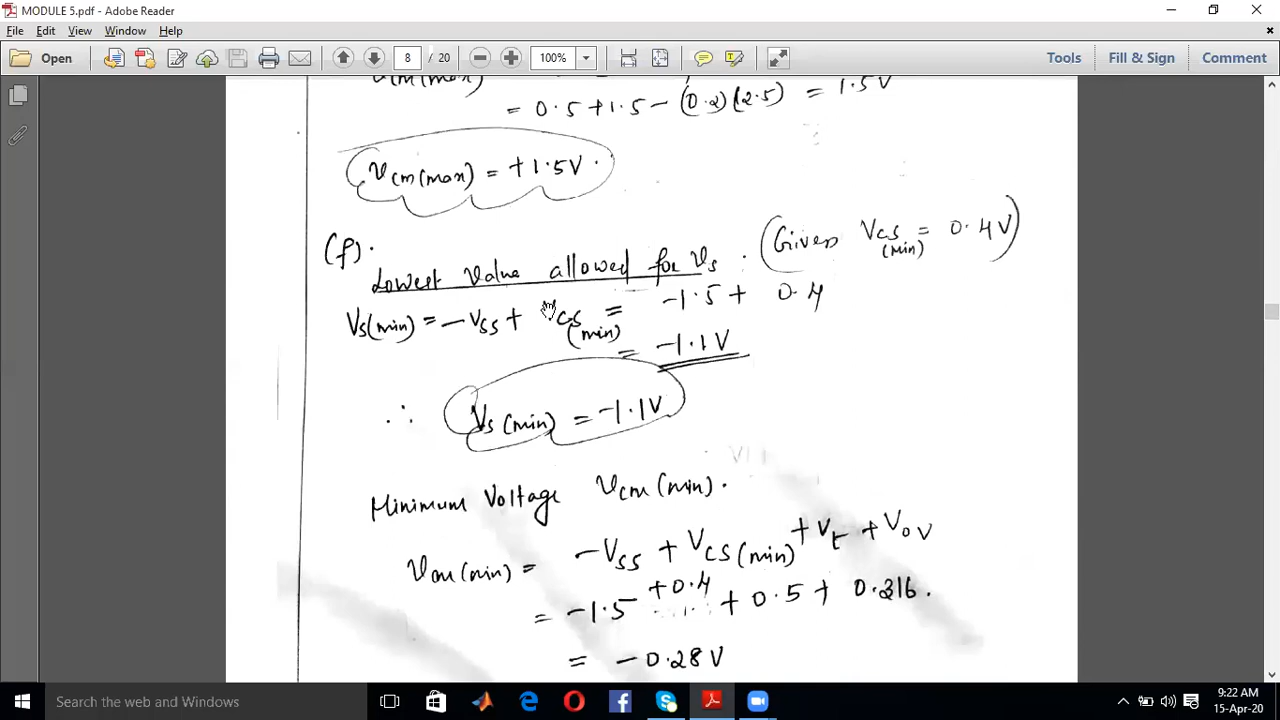 MODULE 5.pdf - Adobe Reader
File Edit View Window Help
Open 8 / 20 100% Tools Fill & Sign Comment
Vcm(max)
= 0.5 + 1.5 - (0.2)(2.5) = 1.5V
Vcm(max) = +1.5V.
(f).
Lowest Value allowed for Vs. (Given VCS(min) = 0.4V)
Vs(min) = -VSS + VCS(min) = -1.5 + 0.4
= -1.1V
∴ Vs(min) = -1.1V
Minimum Voltage Vcm(min).
Vcm(min) = -VSS + VCS(min) + Vt + VOV
= -1.5 + 0.4 + 0.5 + 0.316.
= -0.28V
Search the web and Windows
9:22 AM
15-Apr-20